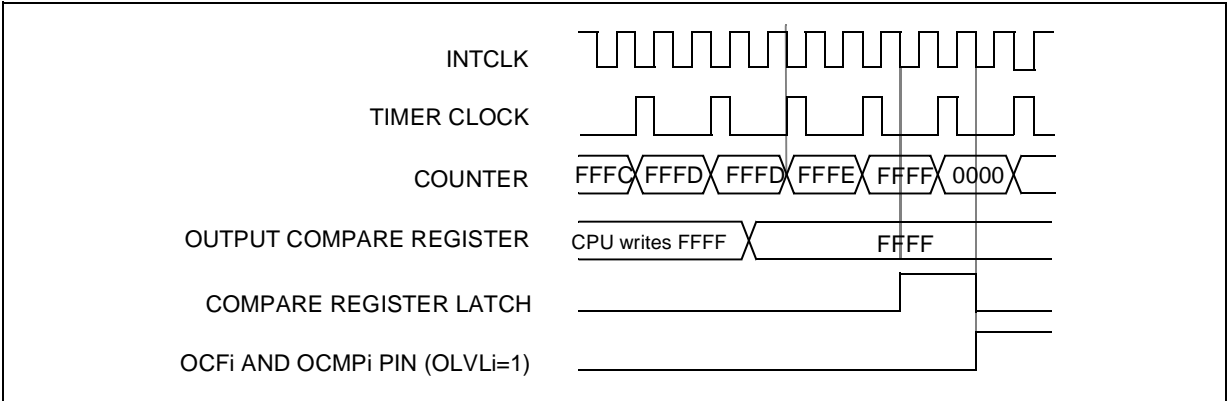 INTCLK
TIMER CLOCK
COUNTER FFFC FFFD FFFD FFFE FFFF 0000
OUTPUT COMPARE REGISTER CPU writes FFFF FFFF
COMPARE REGISTER LATCH
OCFi AND OCMPi PIN (OLVLi=1)